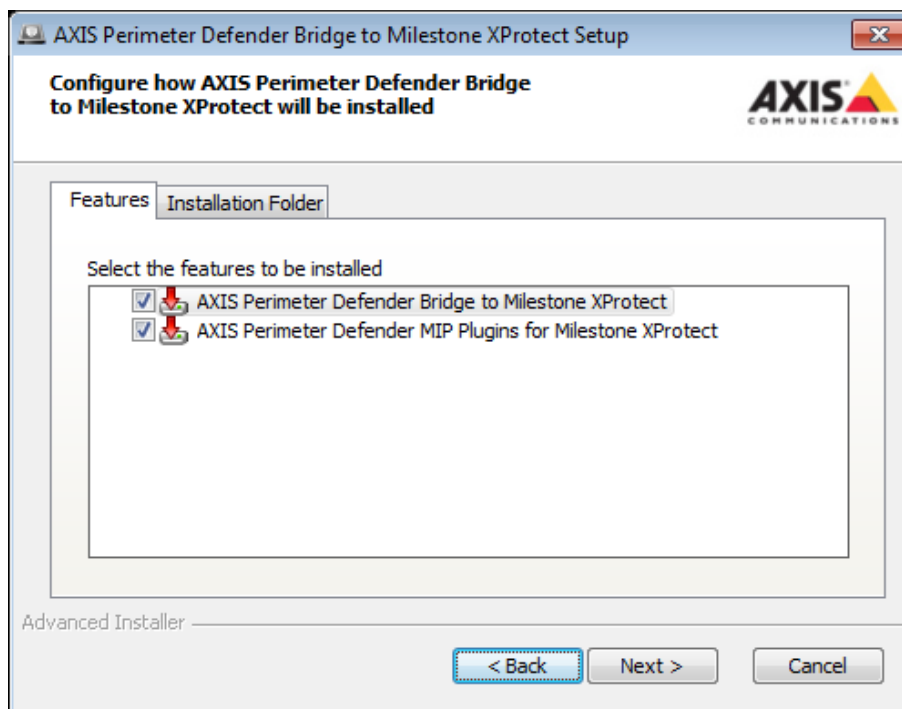 AXIS Perimeter Defender Bridge to Milestone XProtect Setup
Configure how AXIS Perimeter Defender Bridge
to Milestone XProtect will be installed
AXIS
COMMUNICATIONS
Features
Installation Folder
Select the features to be installed
AXIS Perimeter Defender Bridge to Milestone XProtect
AXIS Perimeter Defender MIP Plugins for Milestone XProtect
Advanced Installer
< Back
Next >
Cancel